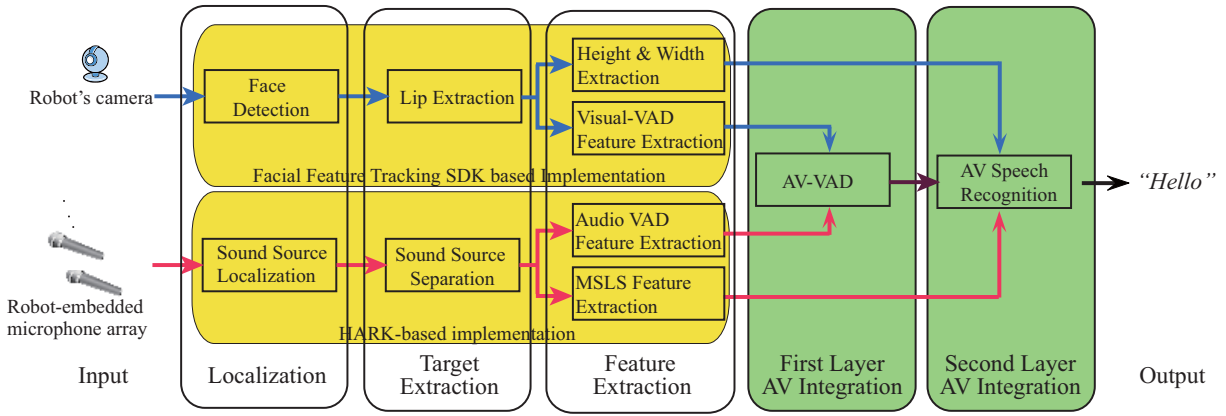 Robot's camera
Face
Detection
Lip Extraction
Height & Width
Extraction
Visual-VAD
Feature Extraction
Facial Feature Tracking SDK based Implementation
AV-VAD
AV Speech
Recognition
“Hello”
Robot-embedded
microphone array
Sound Source
Localization
Sound Source
Separation
Audio VAD
Feature Extraction
MSLS Feature
Extraction
HARK-based implementation
Input
Localization
Target
Extraction
Feature
Extraction
First Layer
AV Integration
Second Layer
AV Integration
Output